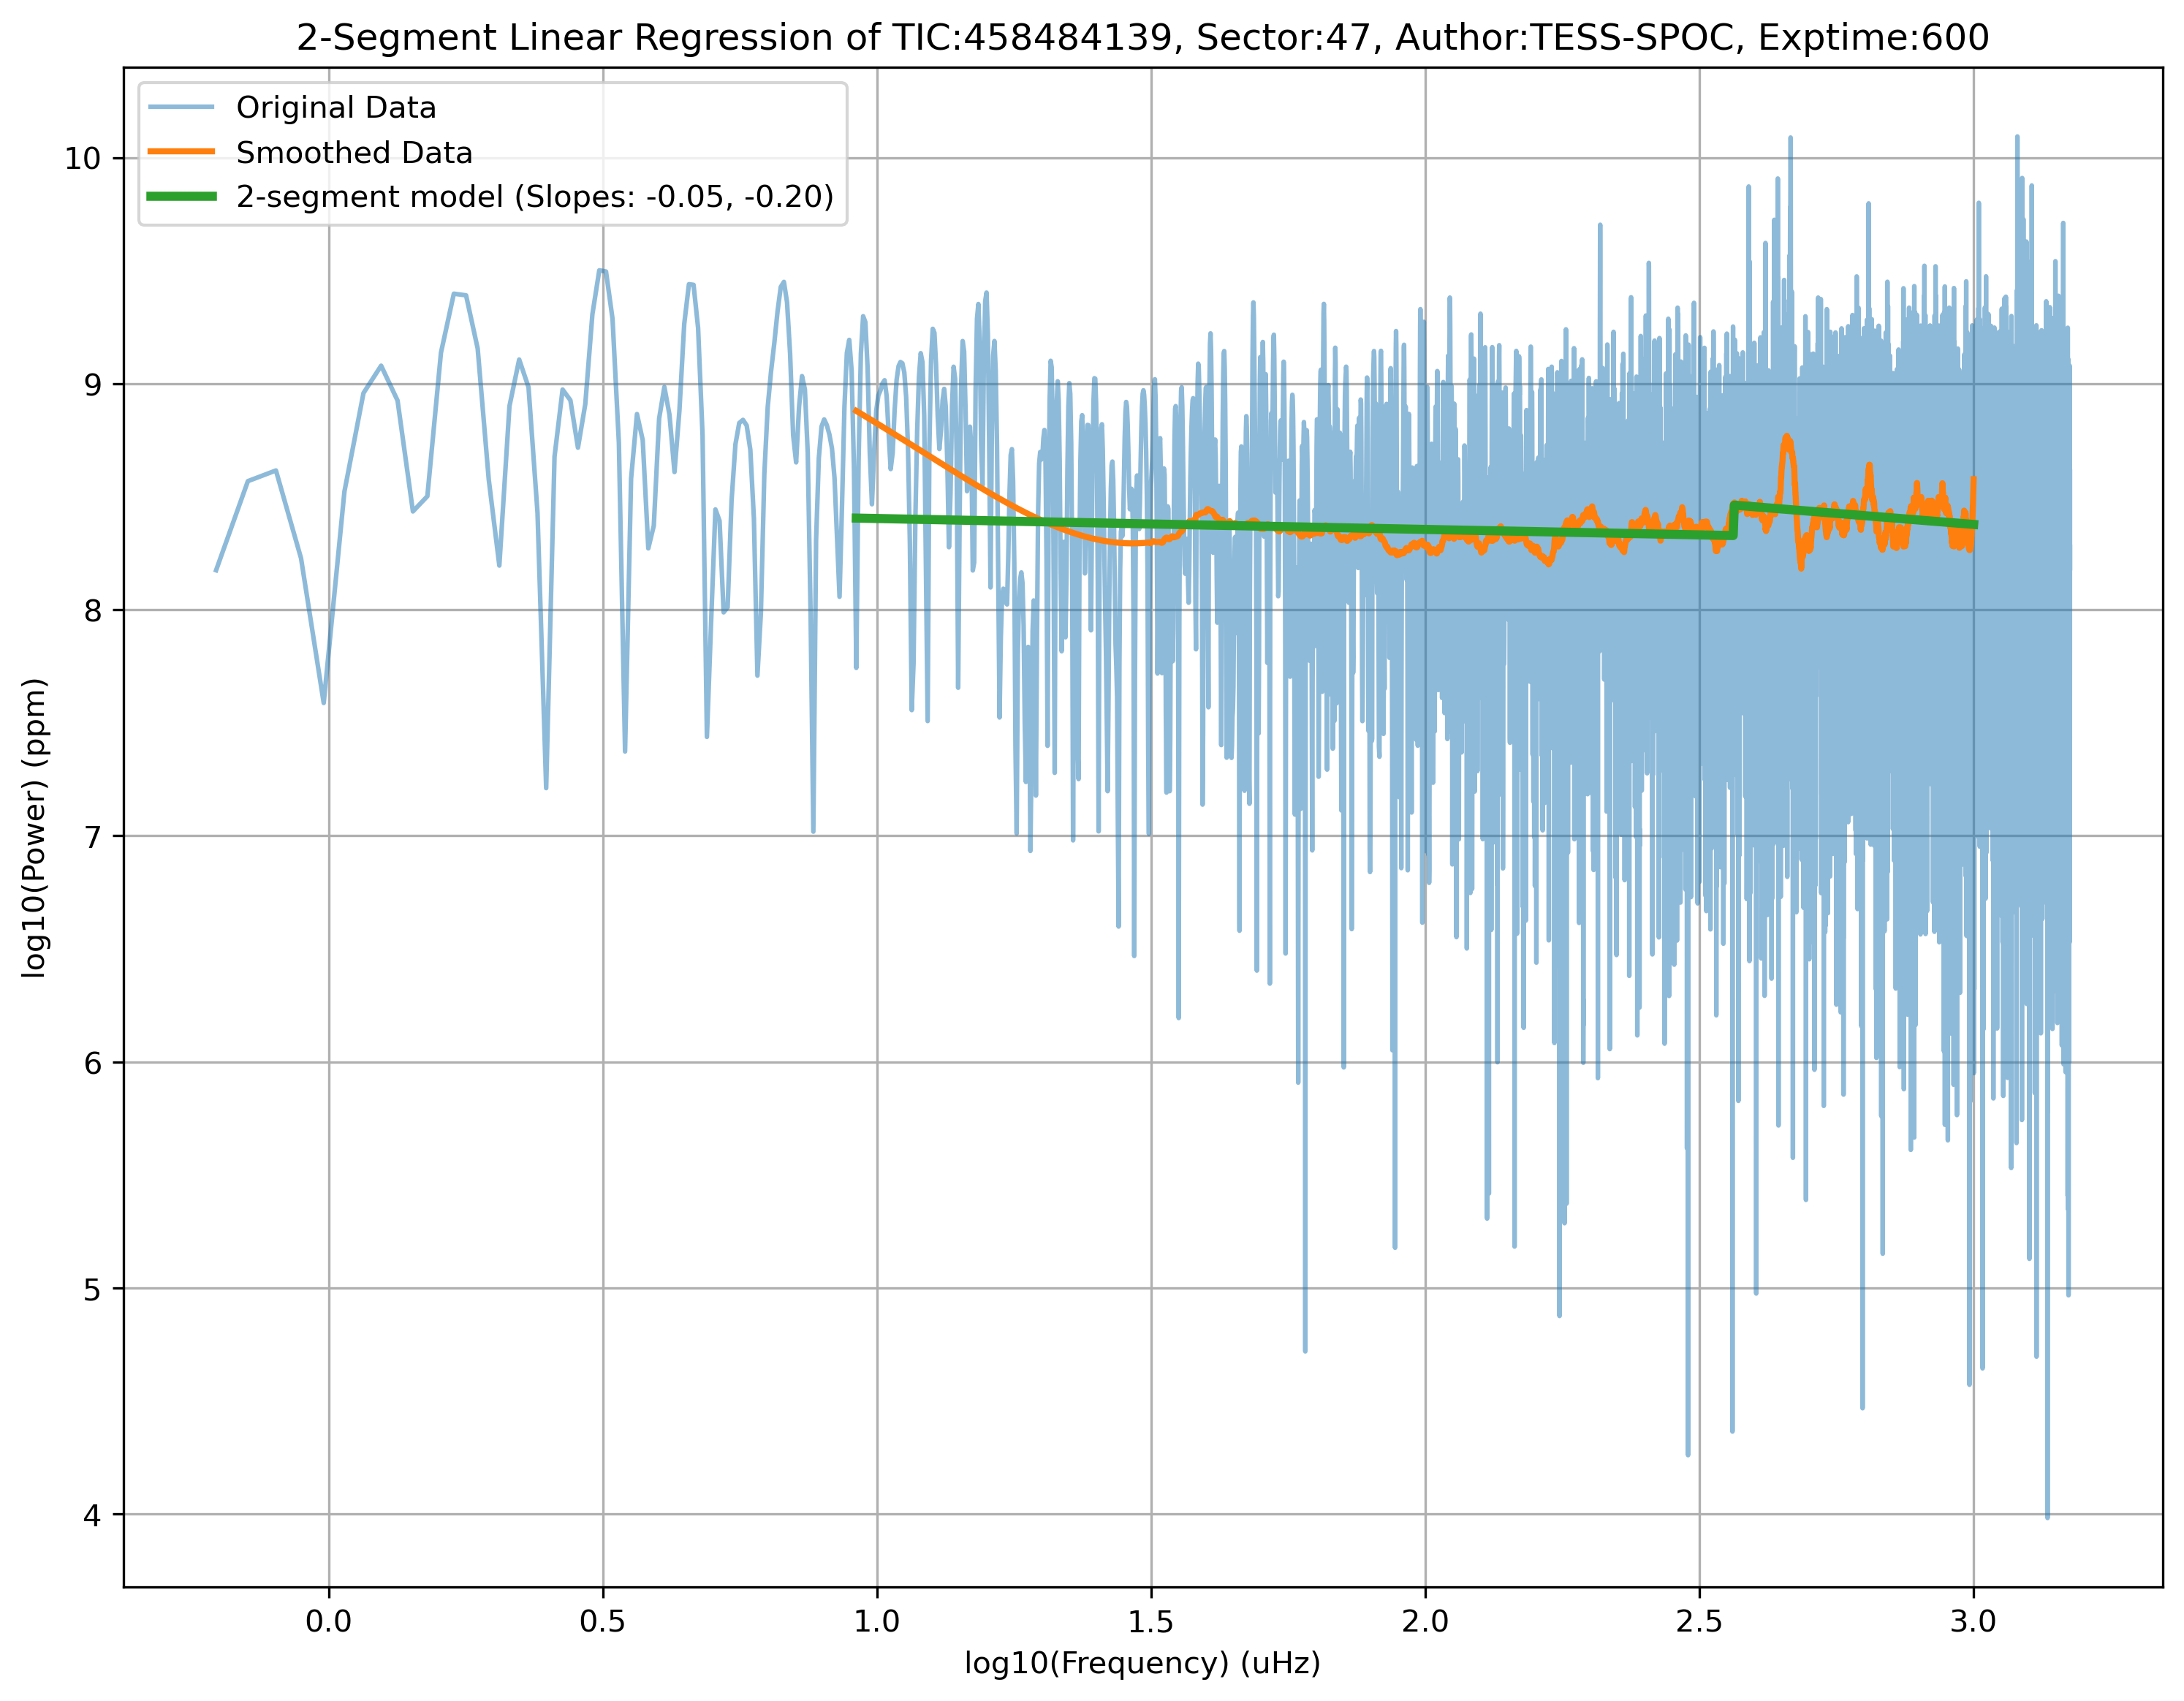 2-Segment Linear Regression of TIC:458484139, Sector:47, Author:TESS-SPOC, Exptime:600
Original Data
Smoothed Data
2-segment model (Slopes: -0.05, -0.20)
10
9
8
7
6
5
4
log10(Power) (ppm)
0.0 0.5 1.0 1.5 2.0 2.5 3.0
log10(Frequency) (uHz)